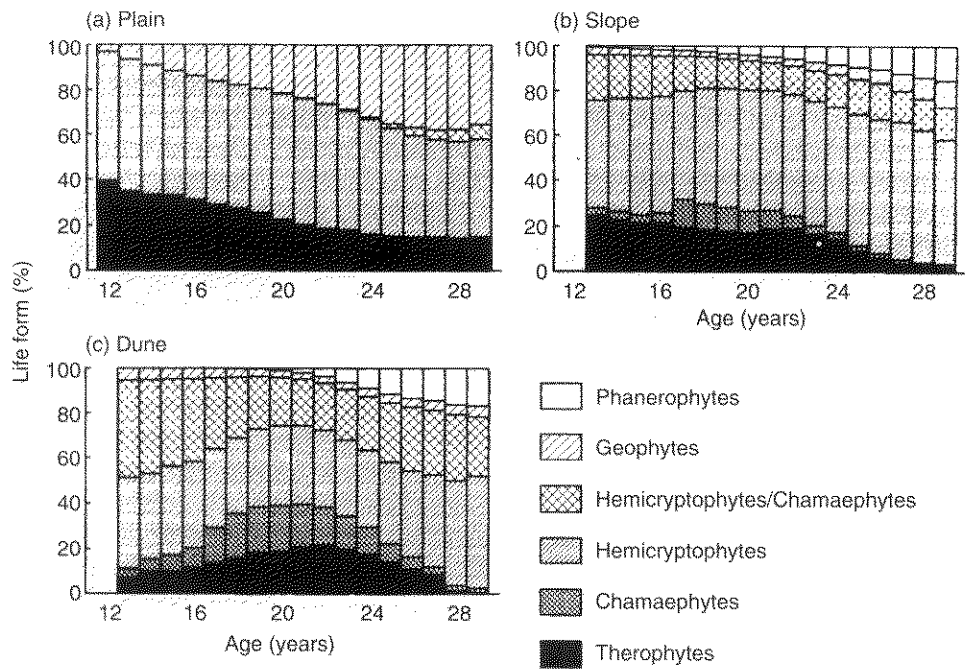 (a) Plain
100
80
60
40
20
0
12 16 20 24 28
(b) Slope
100
80
60
40
20
0
12 16 20 24 28
Age (years)
Life form (%)
(c) Dune
100
80
60
40
20
0
12 16 20 24 28
Age (years)
Phanerophytes
Geophytes
Hemicryptophytes/Chamaephytes
Hemicryptophytes
Chamaephytes
Therophytes